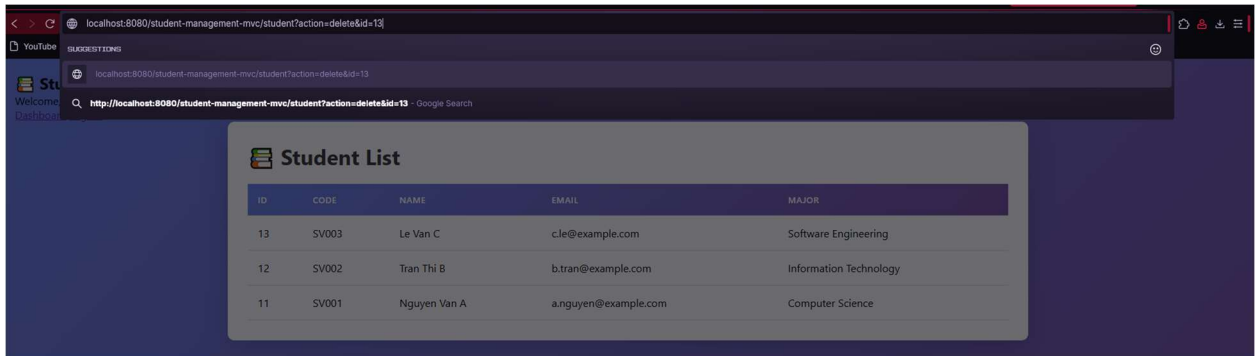 localhost:8080/student-management-mvc/student?action=delete&id=13
YouTube
SUGGESTIONS
localhost:8080/student-management-mvc/student?action=delete&id=13
http://localhost:8080/student-management-mvc/student?action=delete&id=13 - Google Search
Stu
Welcome
Dashboa
Student List
ID CODE NAME EMAIL MAJOR
13 SV003 Le Van C c.le@example.com Software Engineering
12 SV002 Tran Thi B b.tran@example.com Information Technology
11 SV001 Nguyen Van A a.nguyen@example.com Computer Science